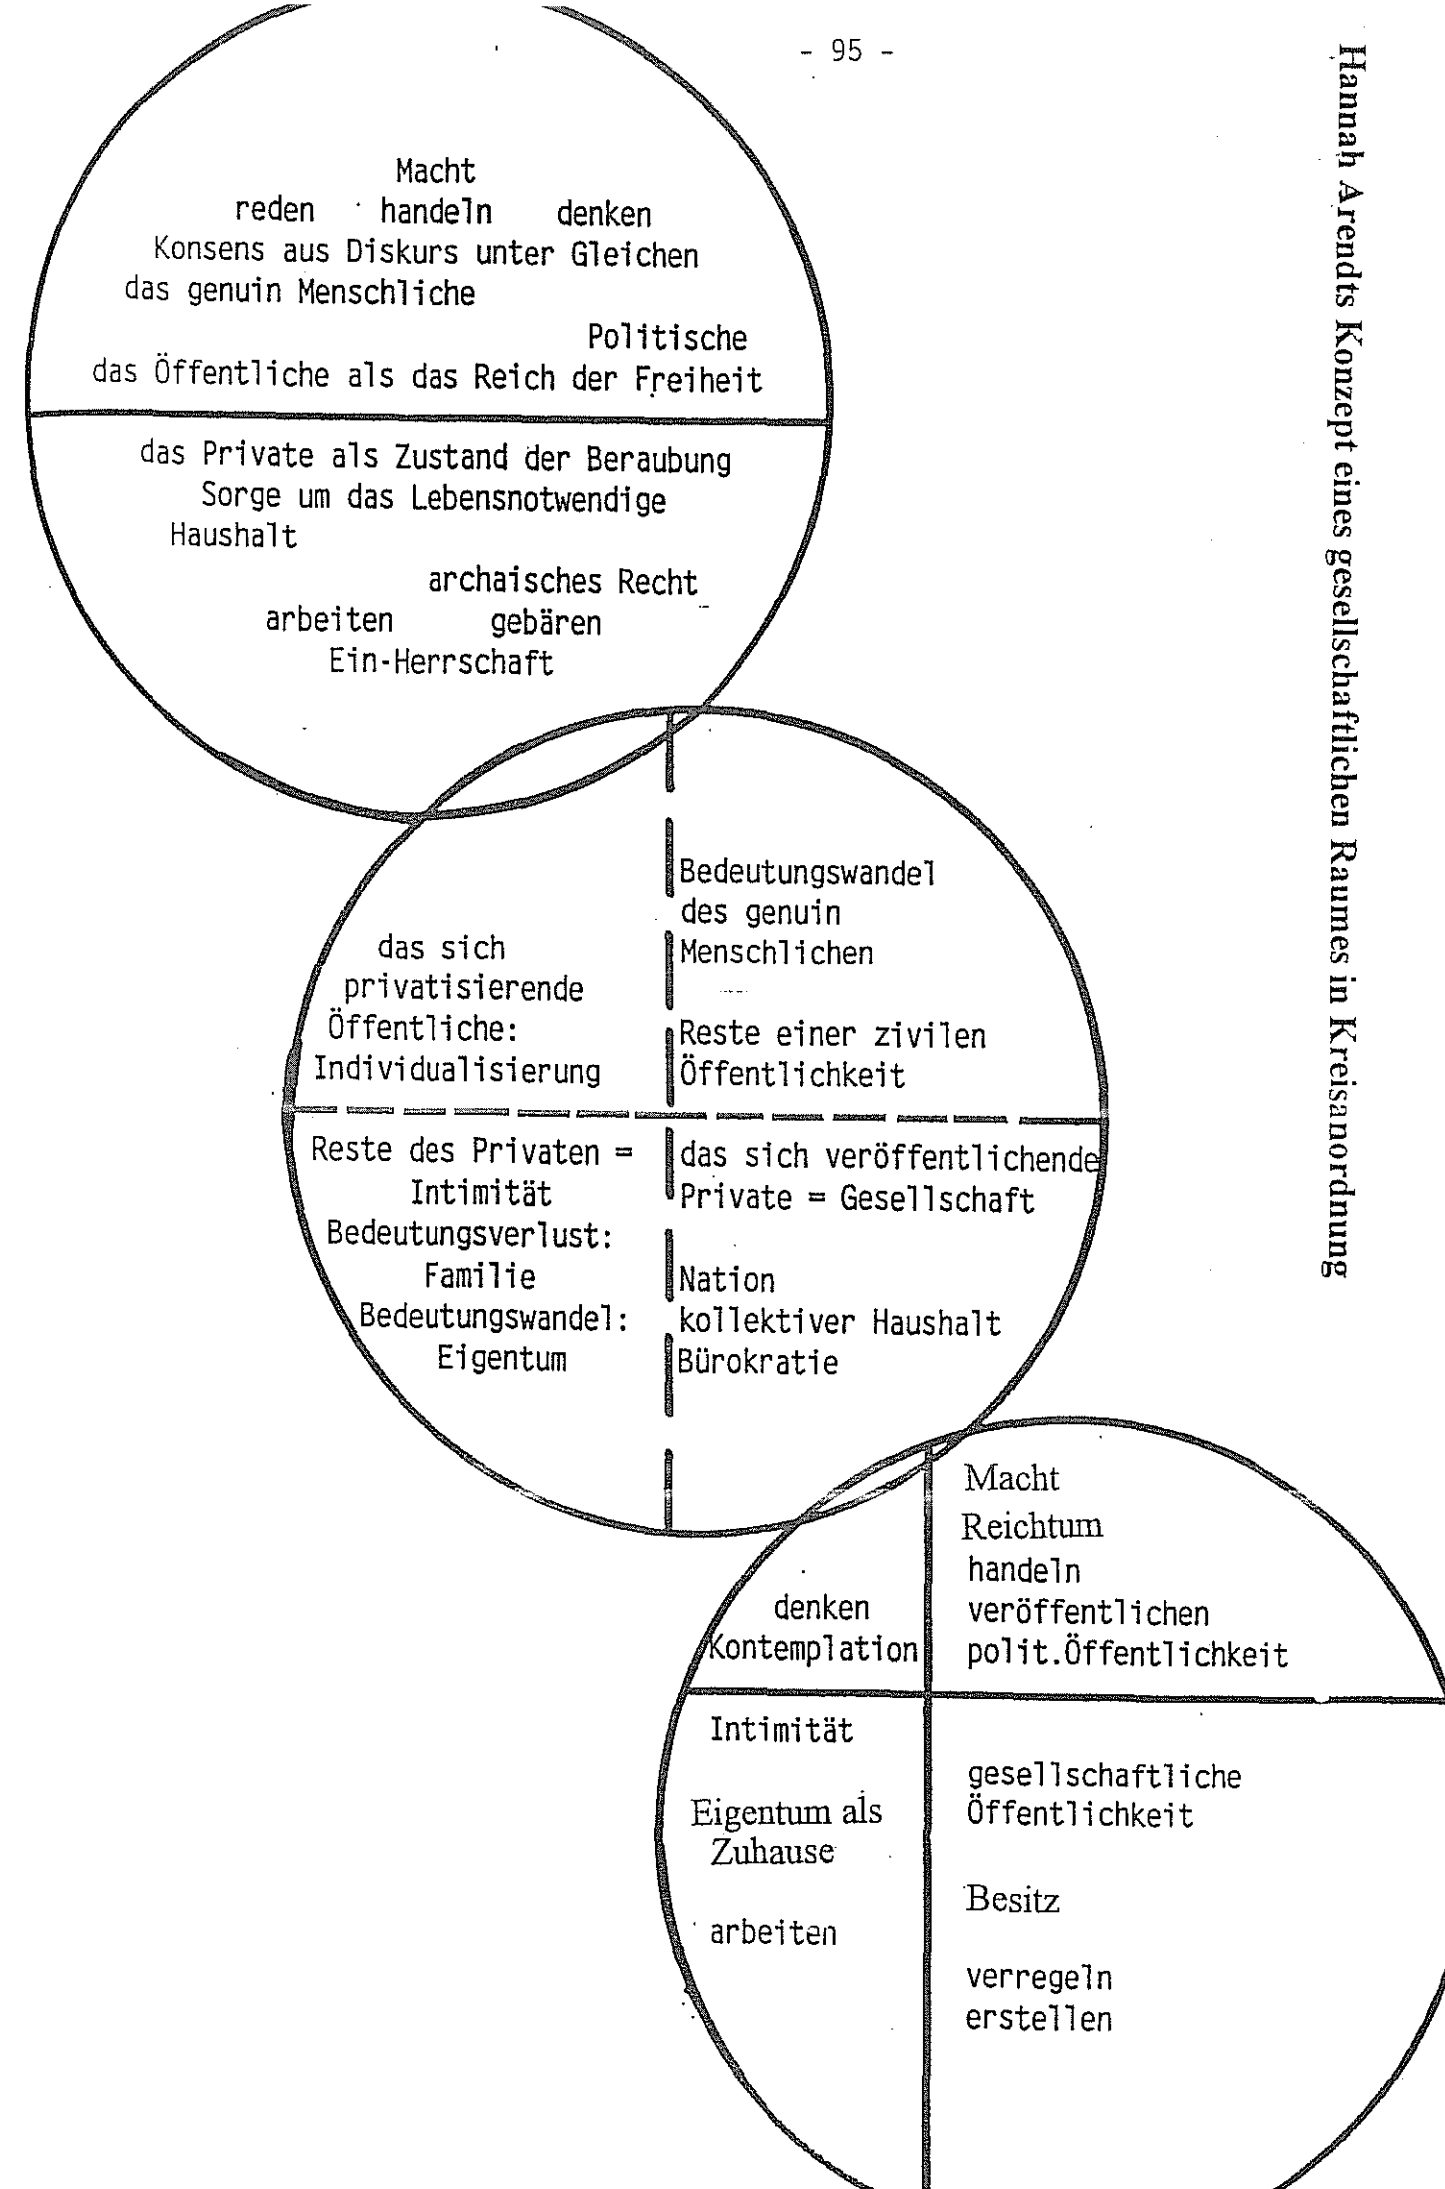 - 95 -
Hannah Arendts Konzept eines gesellschaftlichen Raumes in Kreisanordnung
Macht
reden handeln denken
Konsens aus Diskurs unter Gleichen
das genuin Menschliche
Politische
das Öffentliche als das Reich der Freiheit
das Private als Zustand der Beraubung
Sorge um das Lebensnotwendige
Haushalt
archaisches Recht
arbeiten gebären
Ein-Herrschaft
das sich
privatisierende
Öffentliche:
Individualisierung
Bedeutungswandel
des genuin
Menschlichen
Reste einer zivilen
Öffentlichkeit
Reste des Privaten =
Intimität
Bedeutungsverlust:
Familie
Bedeutungswandel:
Eigentum
das sich veröffentlichende
Private = Gesellschaft
Nation
kollektiver Haushalt
Bürokratie
denken
Kontemplation
Macht
Reichtum
handeln
veröffentlichen
polit.Öffentlichkeit
Intimität
Eigentum als
Zuhause
arbeiten
gesellschaftliche
Öffentlichkeit
Besitz
verregeln
erstellen